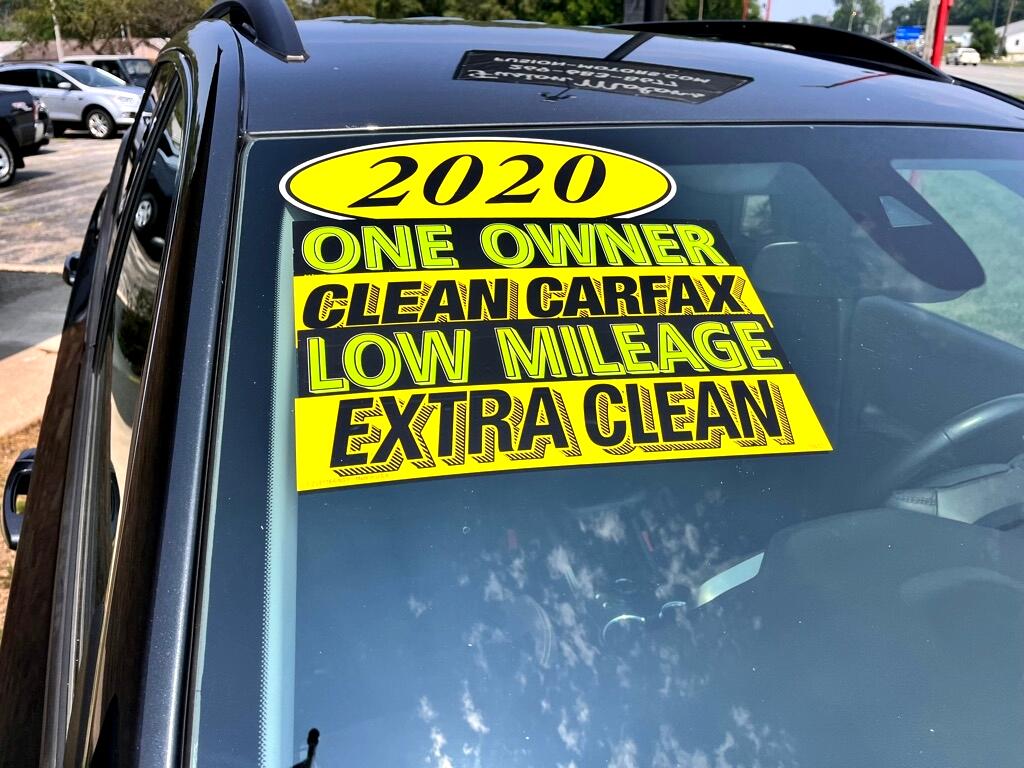 2020
ONE OWNER
CLEAN CARFAX
LOW MILEAGE
EXTRA CLEAN